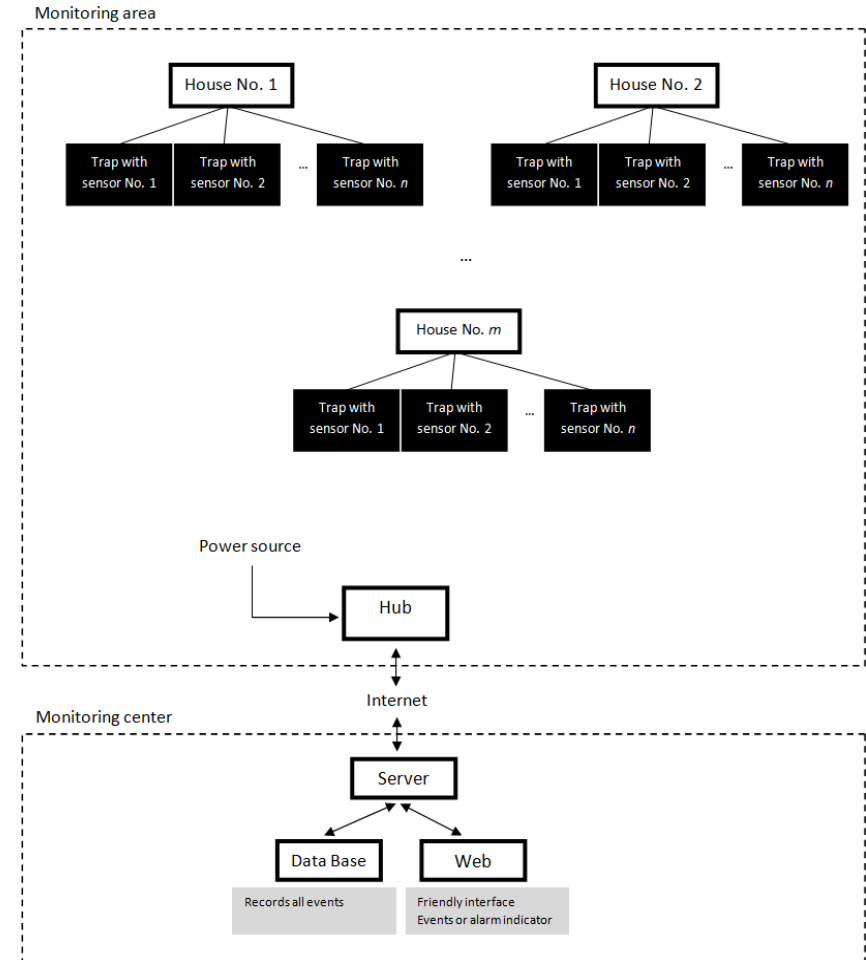 Monitoring area
House No. 1
House No. 2
Trap with
sensor No. 1
Trap with
sensor No. 2
...
Trap with
sensor No. n
Trap with
sensor No. 1
Trap with
sensor No. 2
...
Trap with
sensor No. n
...
House No. m
Trap with
sensor No. 1
Trap with
sensor No. 2
...
Trap with
sensor No. n
Power source
Hub
Internet
Monitoring center
Server
Data Base
Web
Records all events
Friendly interface
Events or alarm indicator